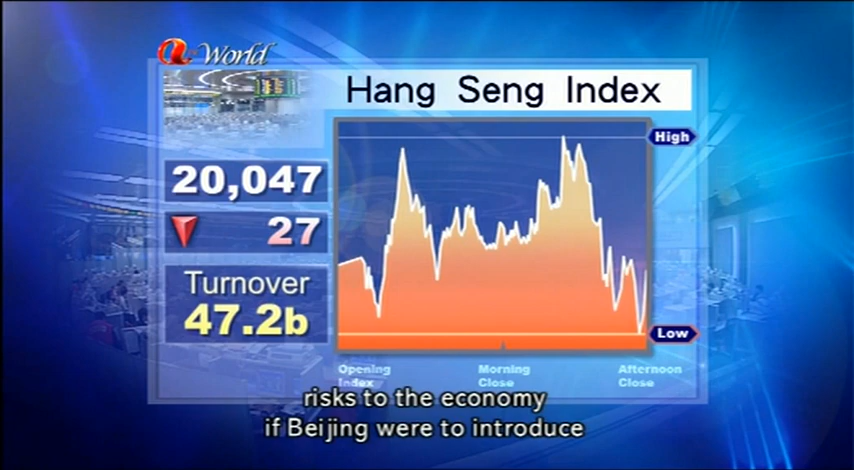 World
Hang Seng Index
High
20,047
27
Turnover
47.2b
Low
Opening
Index
Morning
Close
Afternoon
Close
risks to the economy
if Beijing were to introduce